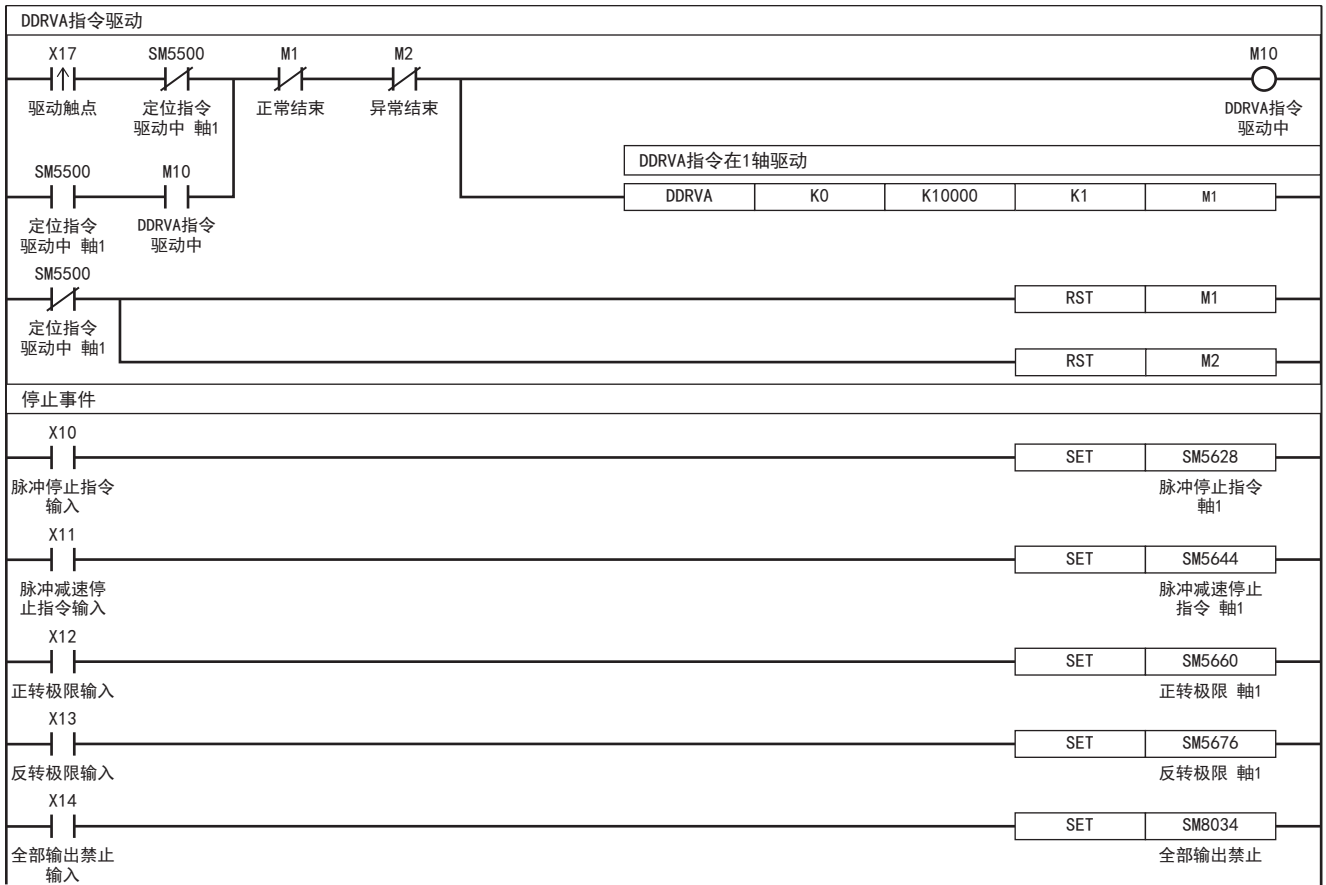 DDRVA指令驱动
X17 SM5500 M1 M2 M10
驱动触点 定位指令 正常结束 异常结束 DDRVA指令
驱动中 軸1 驱动中
DDRVA指令在1轴驱动
SM5500 M10
DDRVA K0 K10000 K1 M1
定位指令 DDRVA指令
驱动中 軸1 驱动中
SM5500
RST M1
定位指令
驱动中 軸1
RST M2
停止事件
X10
SET SM5628
脉冲停止指令 脉冲停止指令
输入 軸1
X11
SET SM5644
脉冲减速停 脉冲减速停止
止指令输入 指令 軸1
X12
SET SM5660
正转极限输入 正转极限 軸1
X13
SET SM5676
反转极限输入 反转极限 軸1
X14
SET SM8034
全部输出禁止 全部输出禁止
输入